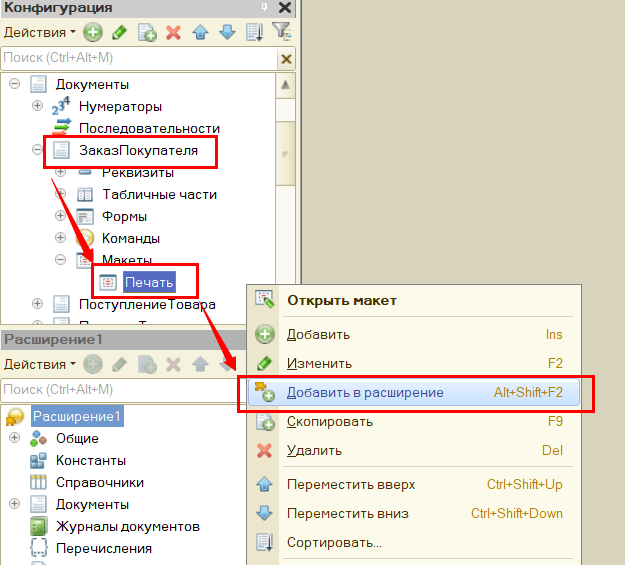 Конфигурация
Действия
Поиск (Ctrl+Alt+M)
Документы
Нумераторы
Последовательности
ЗаказПокупателя
Реквизиты
Табличные части
Формы
Команды
Макеты
Печать
ПоступлениеТовара
Расширение1
Действия
Поиск (Ctrl+Alt+M)
Расширение1
Общие
Константы
Справочники
Документы
Журналы документов
Перечисления
Открыть макет
Добавить Ins
Изменить F2
Добавить в расширение Alt+Shift+F2
Скопировать F9
Удалить Del
Переместить вверх Ctrl+Shift+Up
Переместить вниз Ctrl+Shift+Down
Сортировать...